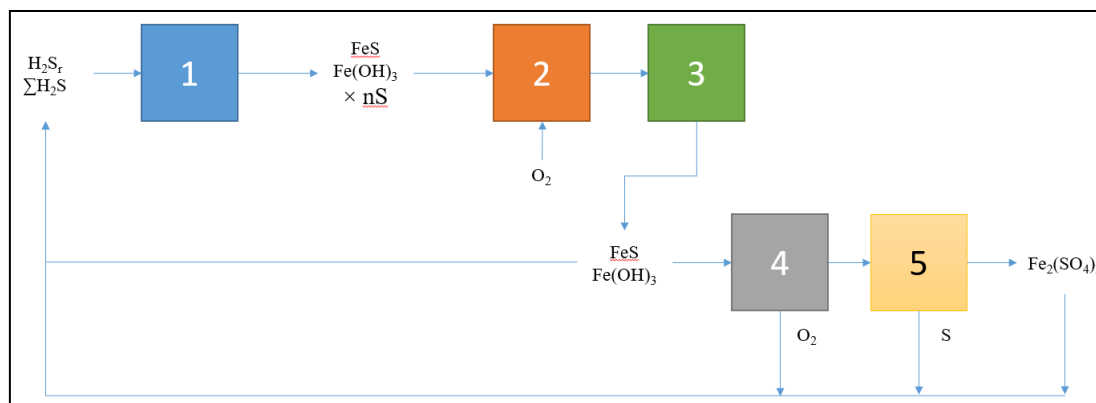 H₂Sᵣ
∑H₂S
1
FeS
Fe(OH)₃
× nS
2
3
O₂
FeS
Fe(OH)₃
4
5
Fe₂(SO₄)
O₂
S